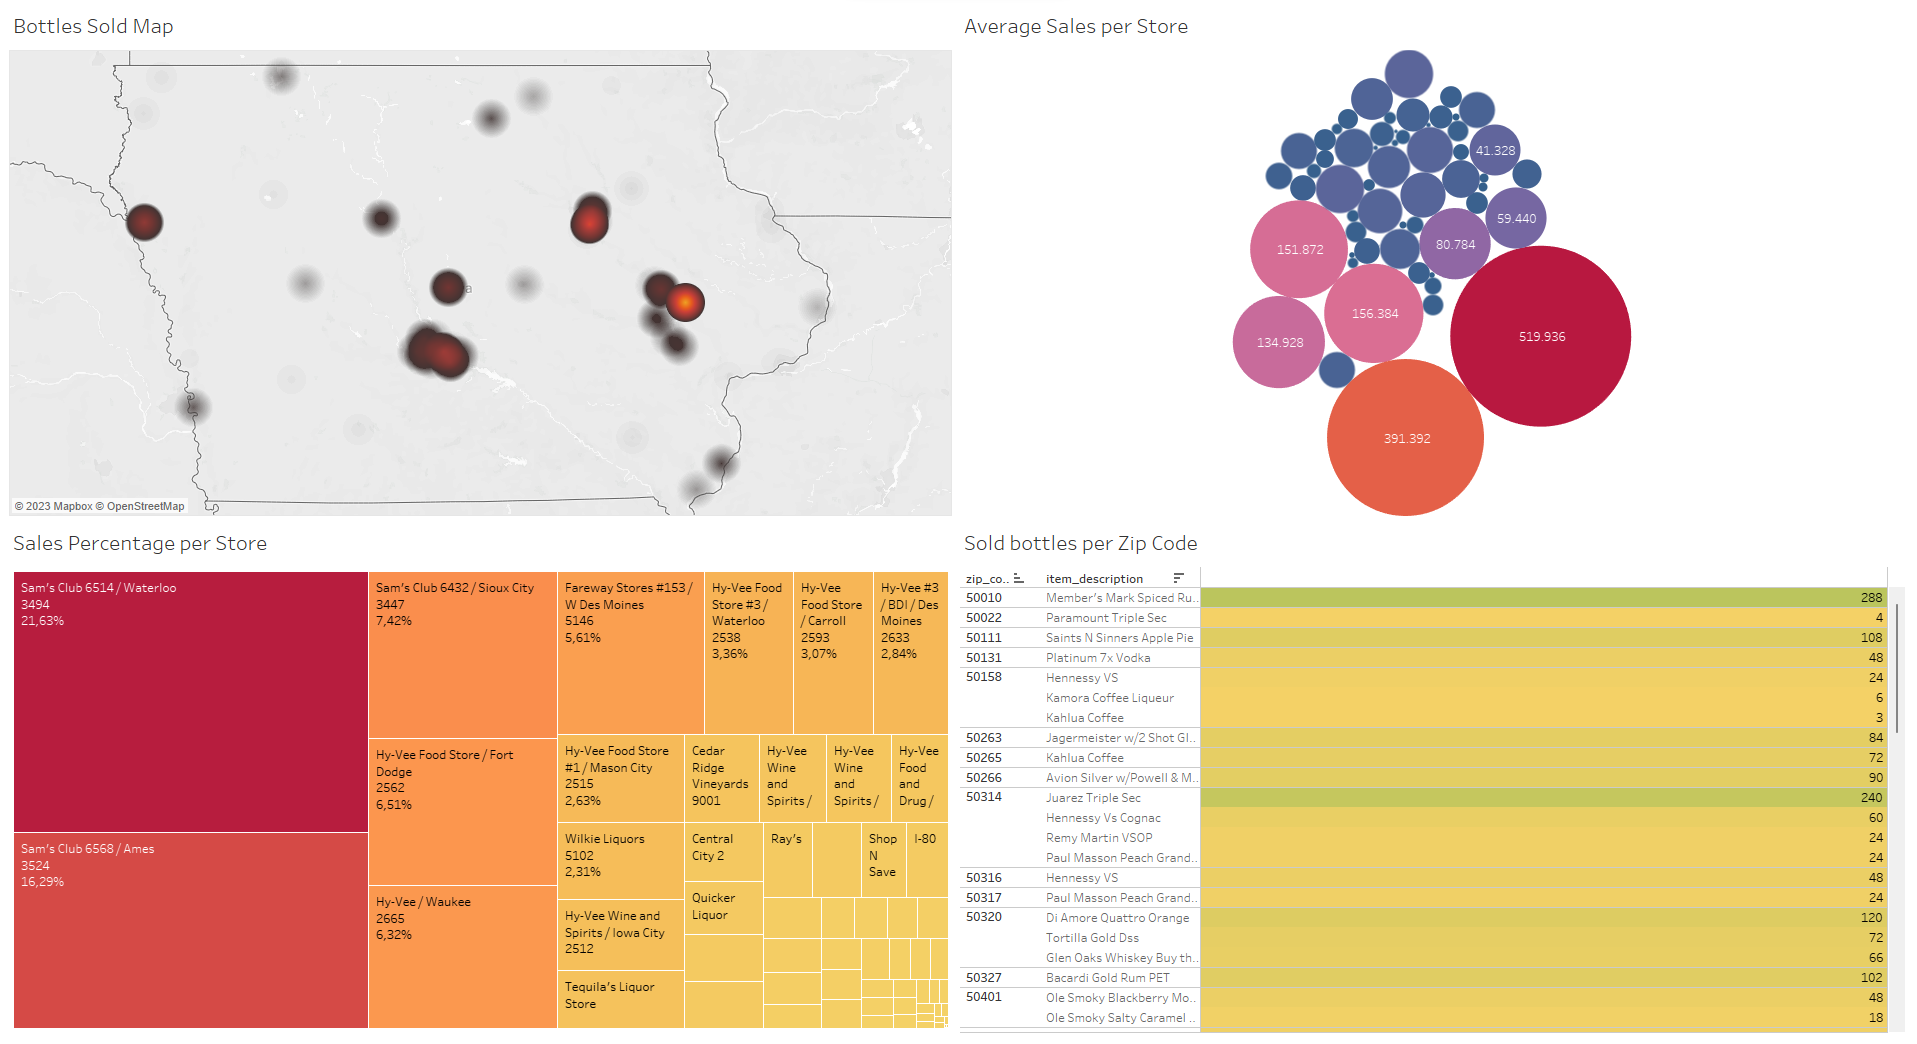 Bottles Sold Map
© 2023 Mapbox © OpenStreetMap
Average Sales per Store
41.328
59.440
80.784
151.872
156.384
134.928
519.936
391.392
Sales Percentage per Store
Sam's Club 6514 / Waterloo
3494
21,63%
Sam's Club 6568 / Ames
3524
16,29%
Sam's Club 6432 / Sioux City
3447
7,42%
Hy-Vee Food Store / Fort
Dodge
2562
6,51%
Hy-Vee / Waukee
2665
6,32%
Fareway Stores #153 /
W Des Moines
5146
5,61%
Hy-Vee Food
Store #3 /
Waterloo
2538
3,36%
Hy-Vee
Food Store
/ Carroll
2593
3,07%
Hy-Vee #3
/ BDI / Des
Moines
2633
2,84%
Hy-Vee Food Store
#1 / Mason City
2515
2,63%
Cedar
Ridge
Vineyards
9001
Hy-Vee
Wine
and
Spirits /
Hy-Vee
Wine
and
Spirits /
Hy-Vee
Food
and
Drug /
Wilkie Liquors
5102
2,31%
Hy-Vee Wine and
Spirits / Iowa City
2512
Tequila's Liquor
Store
Central
City 2
Quicker
Liquor
Ray's
Shop
N
Save
I-80
Sold bottles per Zip Code
zip_co.. item_description
50010 Member's Mark Spiced Ru.. 288
50022 Paramount Triple Sec 4
50111 Saints N Sinners Apple Pie 108
50131 Platinum 7x Vodka 48
50158 Hennessy VS 24
Kamora Coffee Liqueur 6
Kahlua Coffee 3
50263 Jagermeister w/2 Shot Gl.. 84
50265 Kahlua Coffee 72
50266 Avion Silver w/Powell & M.. 90
50314 Juarez Triple Sec 240
Hennessy Vs Cognac 60
Remy Martin VSOP 24
Paul Masson Peach Grand.. 24
50316 Hennessy VS 48
50317 Paul Masson Peach Grand.. 24
50320 Di Amore Quattro Orange 120
Tortilla Gold Dss 72
Glen Oaks Whiskey Buy th.. 66
50327 Bacardi Gold Rum PET 102
50401 Ole Smoky Blackberry Mo.. 48
Ole Smoky Salty Caramel .. 18